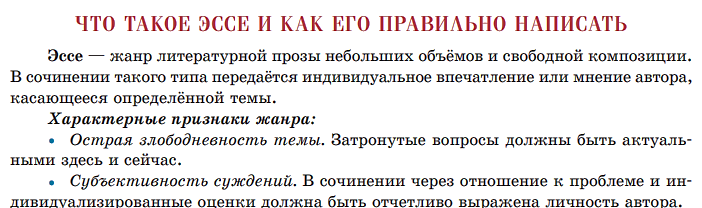 ЧТО ТАКОЕ ЭССЕ И КАК ЕГО ПРАВИЛЬНО НАПИСАТЬ
Эссе — жанр литературной прозы небольших объёмов и свободной композиции.
В сочинении такого типа передаётся индивидуальное впечатление или мнение автора,
касающееся определённой темы.
Характерные признаки жанра:
• Острая злободневность темы. Затронутые вопросы должны быть актуаль-
ными здесь и сейчас.
• Субъективность суждений. В сочинении через отношение к проблеме и ин-
дивидуализированные оценки должна быть отчетливо выражена личность автора.